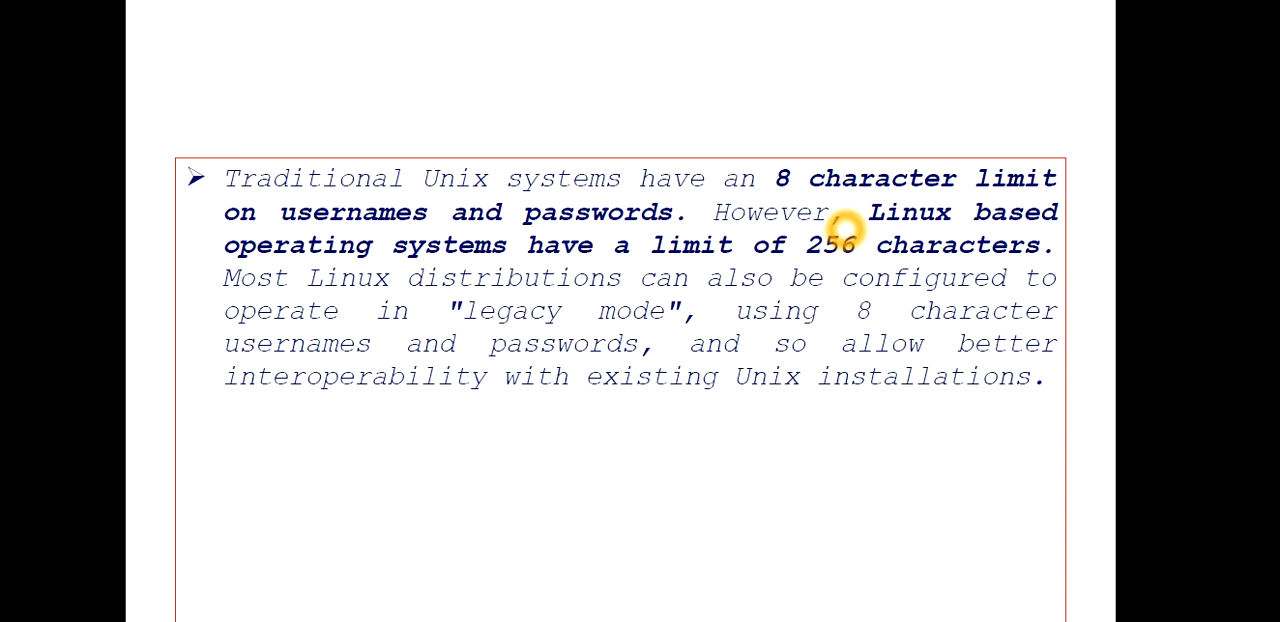 Traditional Unix systems have an 8 character limit
on usernames and passwords. However, Linux based
operating systems have a limit of 256 characters.
Most Linux distributions can also be configured to
operate in "legacy mode", using 8 character
usernames and passwords, and so allow better
interoperability with existing Unix installations.